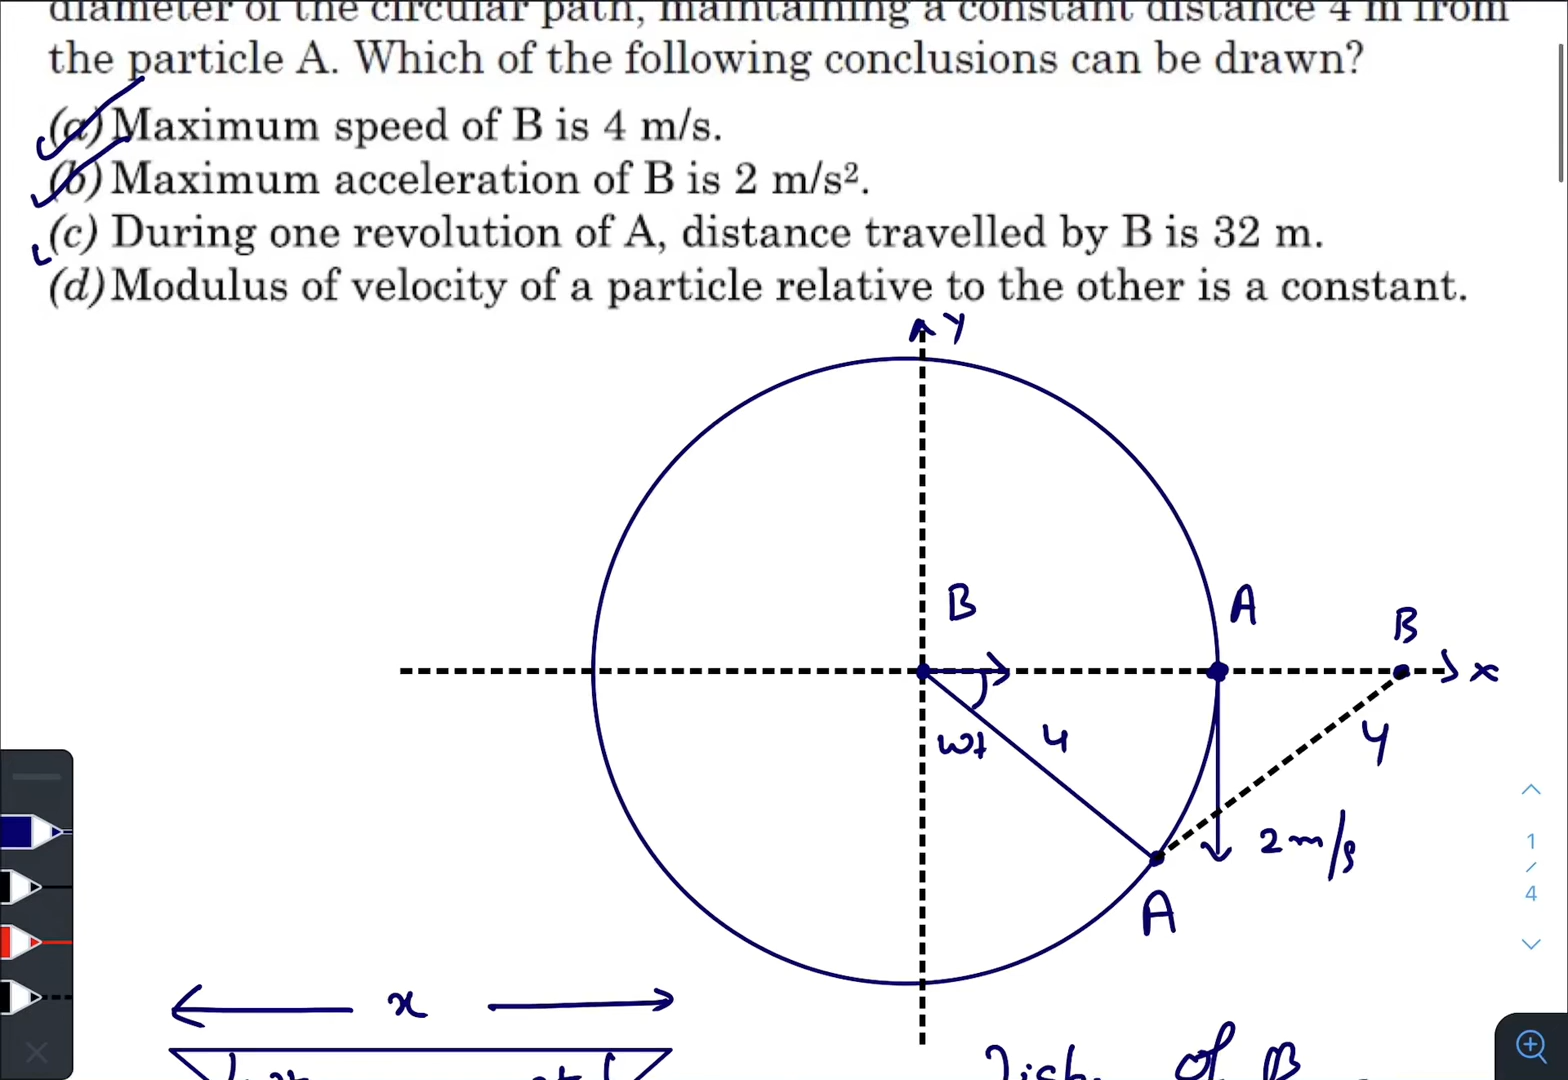 diameter of the circular path, maintaining a constant distance 4 m from
the particle A. Which of the following conclusions can be drawn?
(a) Maximum speed of B is 4 m/s.
(b) Maximum acceleration of B is 2 m/s².
(c) During one revolution of A, distance travelled by B is 32 m.
(d) Modulus of velocity of a particle relative to the other is a constant.
y
B
A
B
x
ωt
4
4
2 m/s
A
1
/
4
x
of B